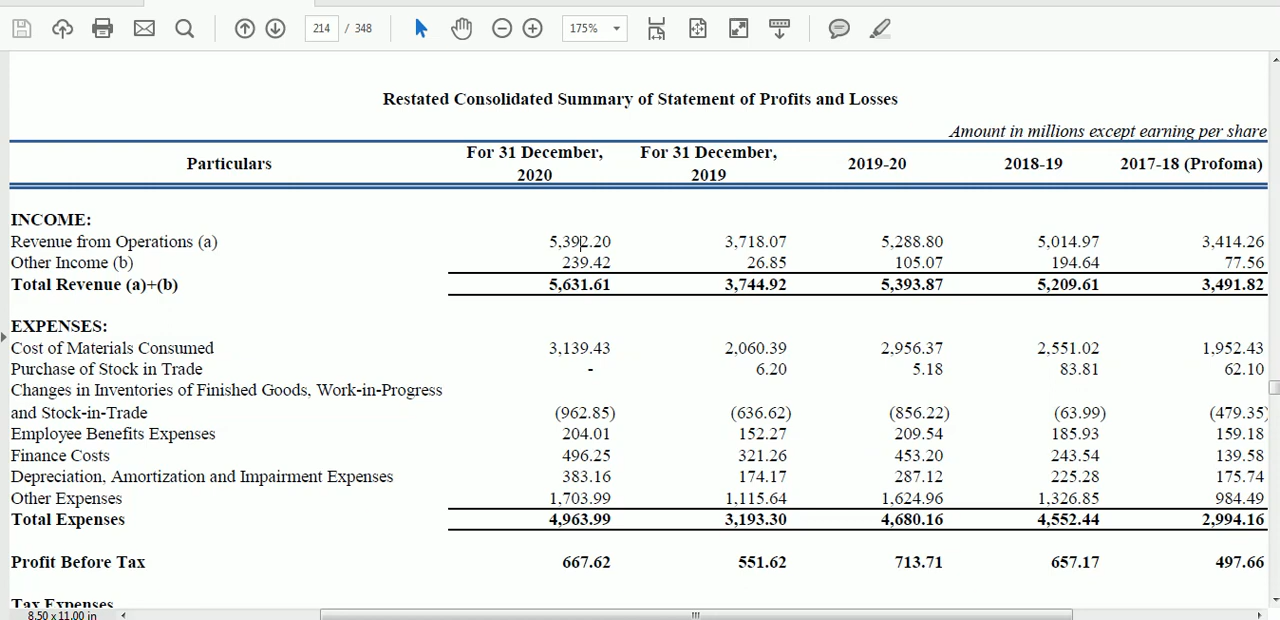 214 / 348 175%
Restated Consolidated Summary of Statement of Profits and Losses
Amount in millions except earning per share
Particulars For 31 December, 2020 For 31 December, 2019 2019-20 2018-19 2017-18 (Profoma)
INCOME:
Revenue from Operations (a) 5,392.20 3,718.07 5,288.80 5,014.97 3,414.26
Other Income (b) 239.42 26.85 105.07 194.64 77.56
Total Revenue (a)+(b) 5,631.61 3,744.92 5,393.87 5,209.61 3,491.82
EXPENSES:
Cost of Materials Consumed 3,139.43 2,060.39 2,956.37 2,551.02 1,952.43
Purchase of Stock in Trade - 6.20 5.18 83.81 62.10
Changes in Inventories of Finished Goods, Work-in-Progress
and Stock-in-Trade (962.85) (636.62) (856.22) (63.99) (479.35)
Employee Benefits Expenses 204.01 152.27 209.54 185.93 159.18
Finance Costs 496.25 321.26 453.20 243.54 139.58
Depreciation, Amortization and Impairment Expenses 383.16 174.17 287.12 225.28 175.74
Other Expenses 1,703.99 1,115.64 1,624.96 1,326.85 984.49
Total Expenses 4,963.99 3,193.30 4,680.16 4,552.44 2,994.16
Profit Before Tax 667.62 551.62 713.71 657.17 497.66
Tax Expenses
8.50 x 11.00 in